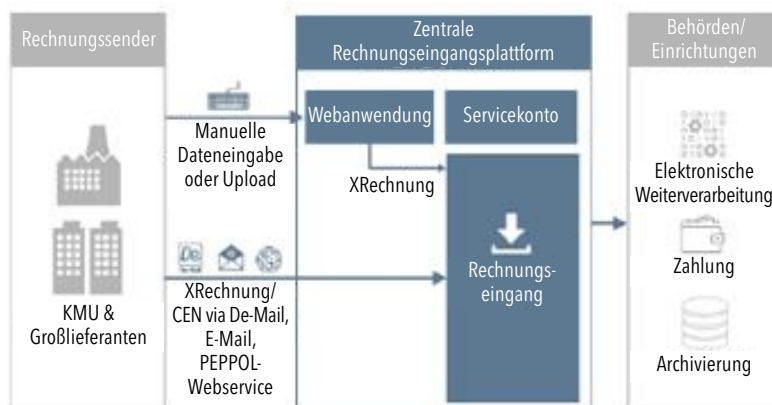 Rechnungssender
Zentrale
Rechnungseingangsplattform
Behörden/
Einrichtungen
Manuelle
Dateneingabe
oder Upload
Webanwendung
Servicekonto
XRechnung
Rechnungs-
eingang
KMU &
Großlieferanten
De
XRechnung/
CEN via De-Mail,
E-Mail,
PEPPOL-
Webservice
Elektronische
Weiterverarbeitung
Zahlung
Archivierung